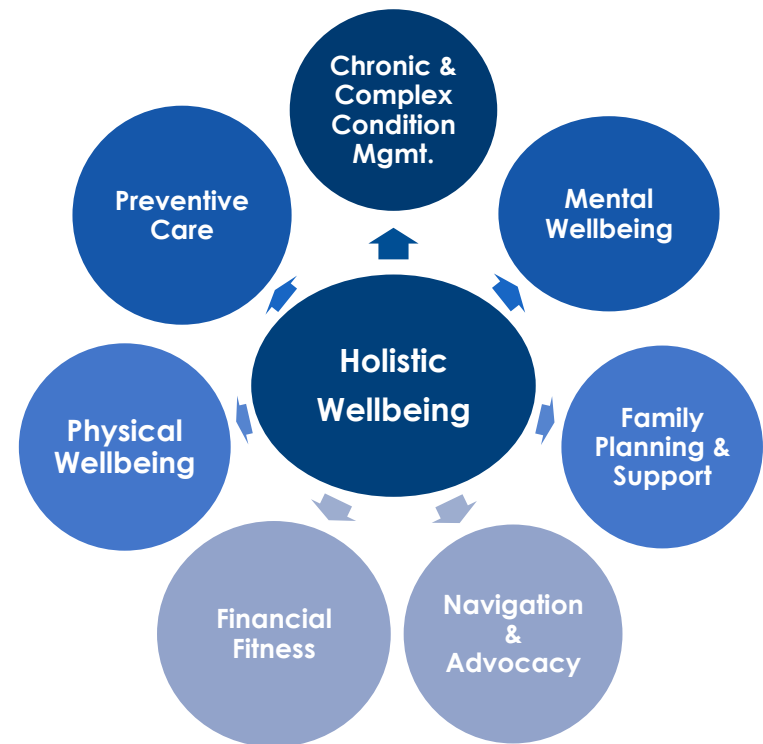 Chronic &
Complex
Condition
Mgmt.
Mental
Wellbeing
Family
Planning &
Support
Navigation
&
Advocacy
Financial
Fitness
Physical
Wellbeing
Preventive
Care
Holistic
Wellbeing